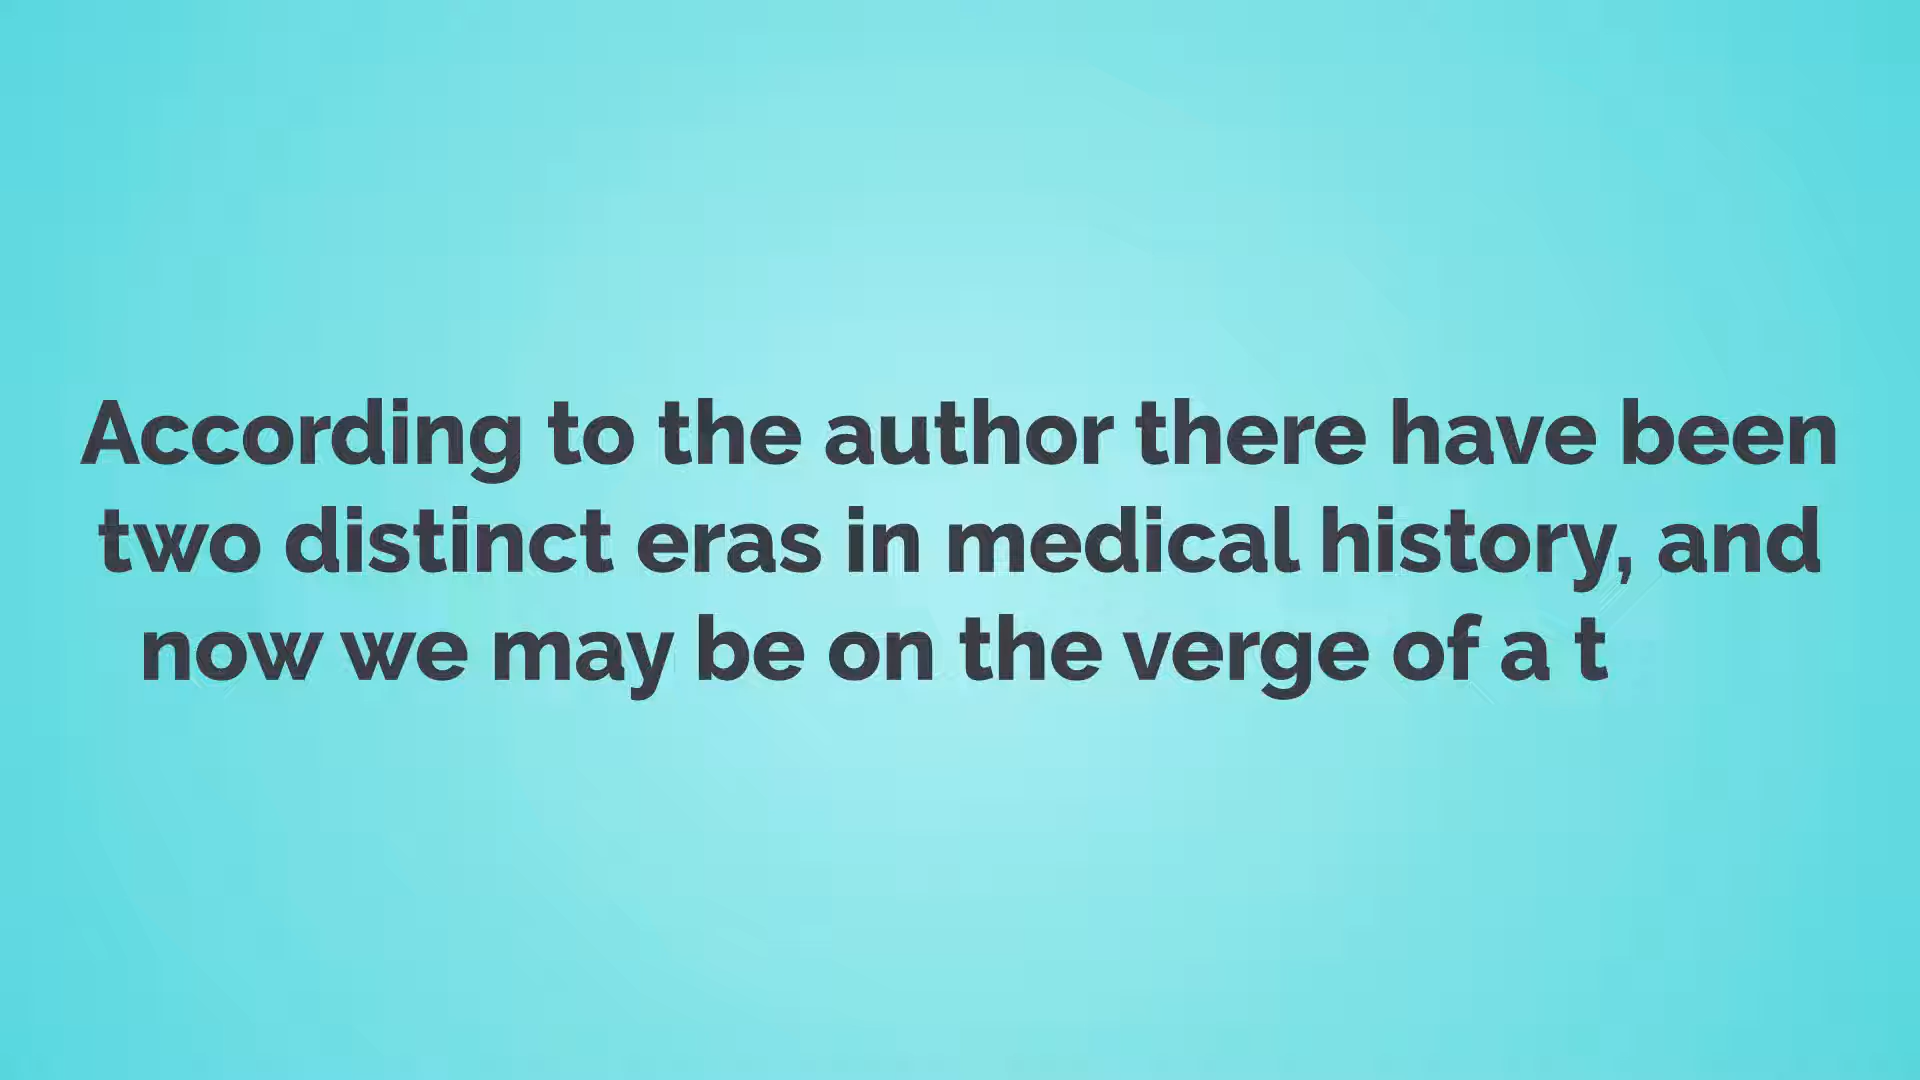 According to the author there have been
two distinct eras in medical history, and
now we may be on the verge of a t